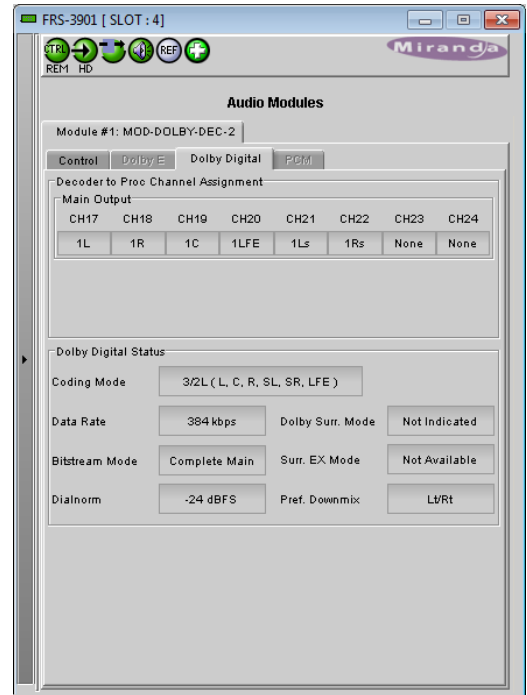 FRS-3901 [ SLOT : 4]
CTRL REF
REM HD
Miranda
Audio Modules
Module #1: MOD-DOLBY-DEC-2
Control Dolby E Dolby Digital PCM
Decoder to Proc Channel Assignment
Main Output
CH17 CH18 CH19 CH20 CH21 CH22 CH23 CH24
1L 1R 1C 1LFE 1Ls 1Rs None None
Dolby Digital Status
Coding Mode 3/2L ( L, C, R, SL, SR, LFE )
Data Rate 384 kbps Dolby Surr. Mode Not Indicated
Bitstream Mode Complete Main Surr. EX Mode Not Available
Dialnorm -24 dBFS Pref. Downmix Lt/Rt